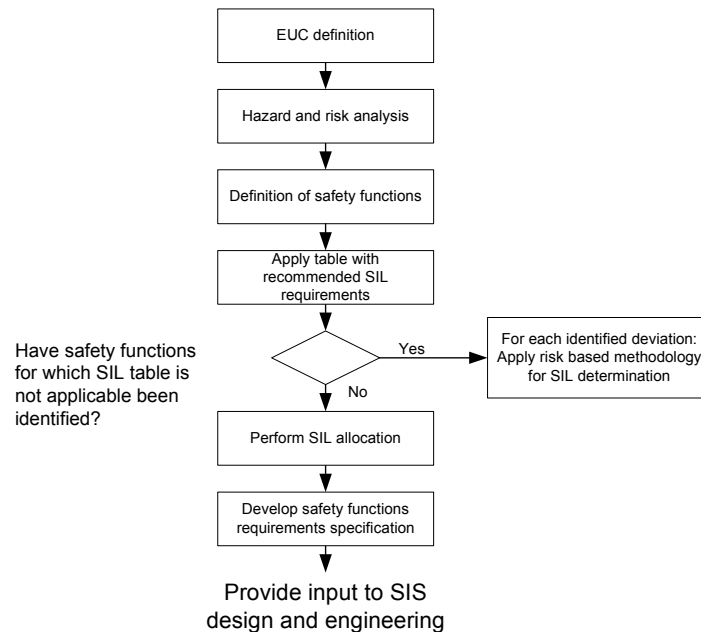 EUC definition
Hazard and risk analysis
Definition of safety functions
Apply table with
recommended SIL
requirements
Have safety functions
for which SIL table is
not applicable been
identified?
Yes
For each identified deviation:
Apply risk based methodology
for SIL determination
No
Perform SIL allocation
Develop safety functions
requirements specification
Provide input to SIS
design and engineering